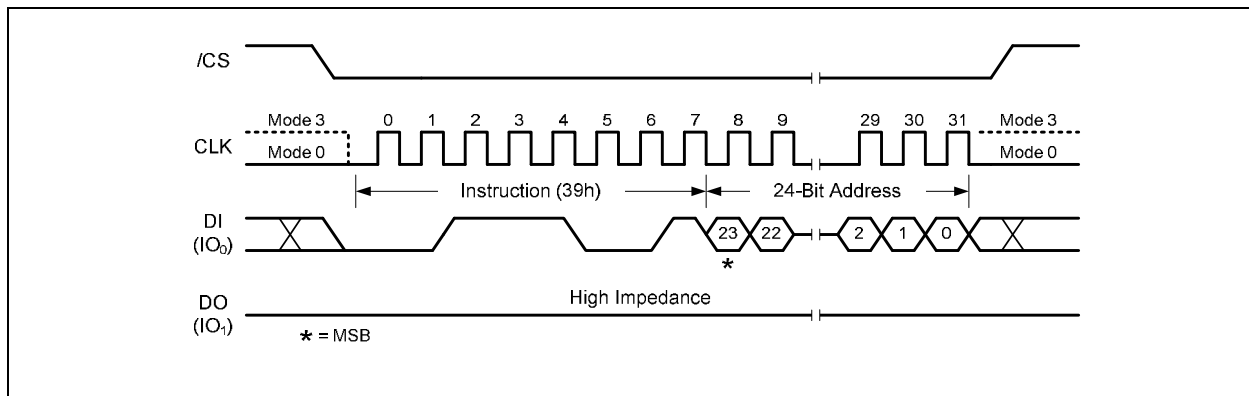 /CS
Mode 3 0 1 2 3 4 5 6 7 8 9 29 30 31 Mode 3
CLK
Mode 0 Mode 0
Instruction (39h) 24-Bit Address
DI
(IO₀)
23 22 2 1 0
*
DO
(IO₁)
High Impedance
* = MSB